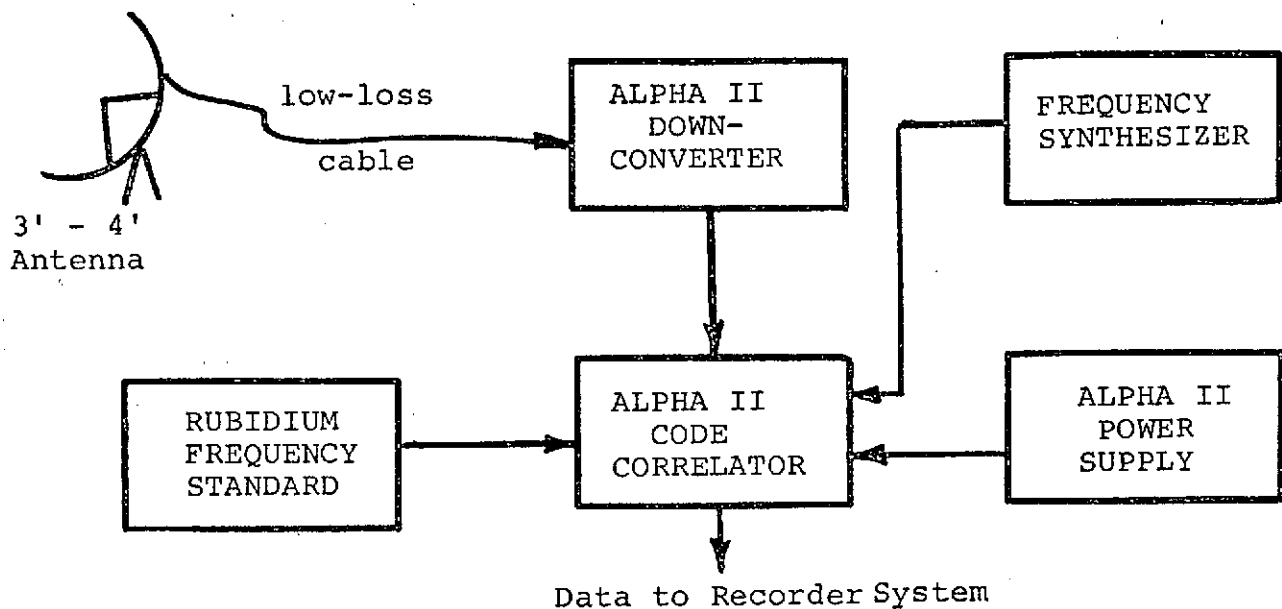 low-loss
cable
3' - 4'
Antenna
ALPHA II
DOWN-
CONVERTER
FREQUENCY
SYNTHESIZER
RUBIDIUM
FREQUENCY
STANDARD
ALPHA II
CODE
CORRELATOR
ALPHA II
POWER
SUPPLY
Data to Recorder System